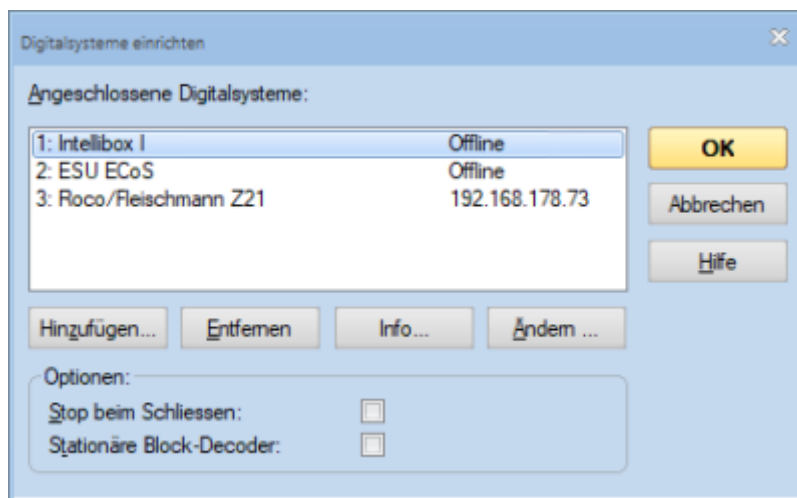 Digitalsysteme einrichten
Angeschlossene Digitalsysteme:
1: Intellibox I Offline
2: ESU ECoS Offline
3: Roco/Fleischmann Z21 192.168.178.73
OK
Abbrechen
Hilfe
Hinzufügen... Entfernen Info... Ändern ...
Optionen:
Stop beim Schliessen:
Stationäre Block-Decoder: